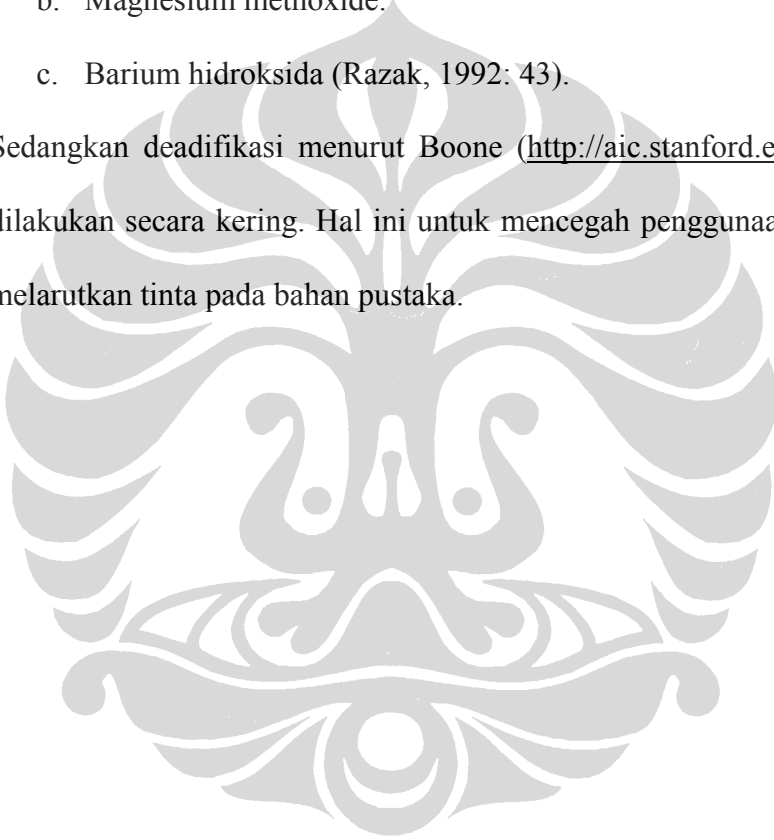 b. Magnesium methoxide.
c. Barium hidroksida (Razak, 1992: 43).
Sedangkan deadifikasi menurut Boone (http://aic.stanford.e
dilakukan secara kering. Hal ini untuk mencegah penggunaa
melarutkan tinta pada bahan pustaka.